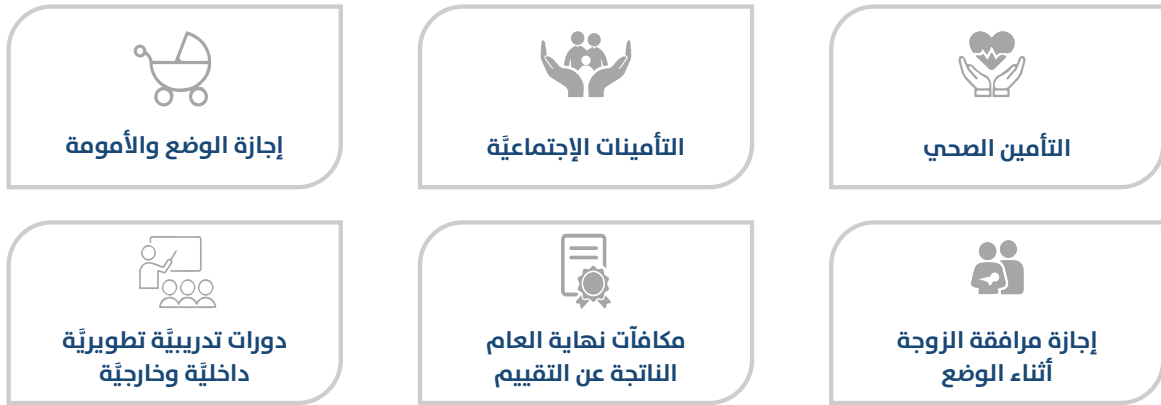 التأمين الصحي
التأمينات الإجتماعيَّة
إجازة الوضع والأمومة
إجازة مرافقة الزوجة
أثناء الوضع
مكافآت نهاية العام
الناتجة عن التقييم
دورات تدريبيَّة تطويريَّة
داخليَّة وخارجيَّة